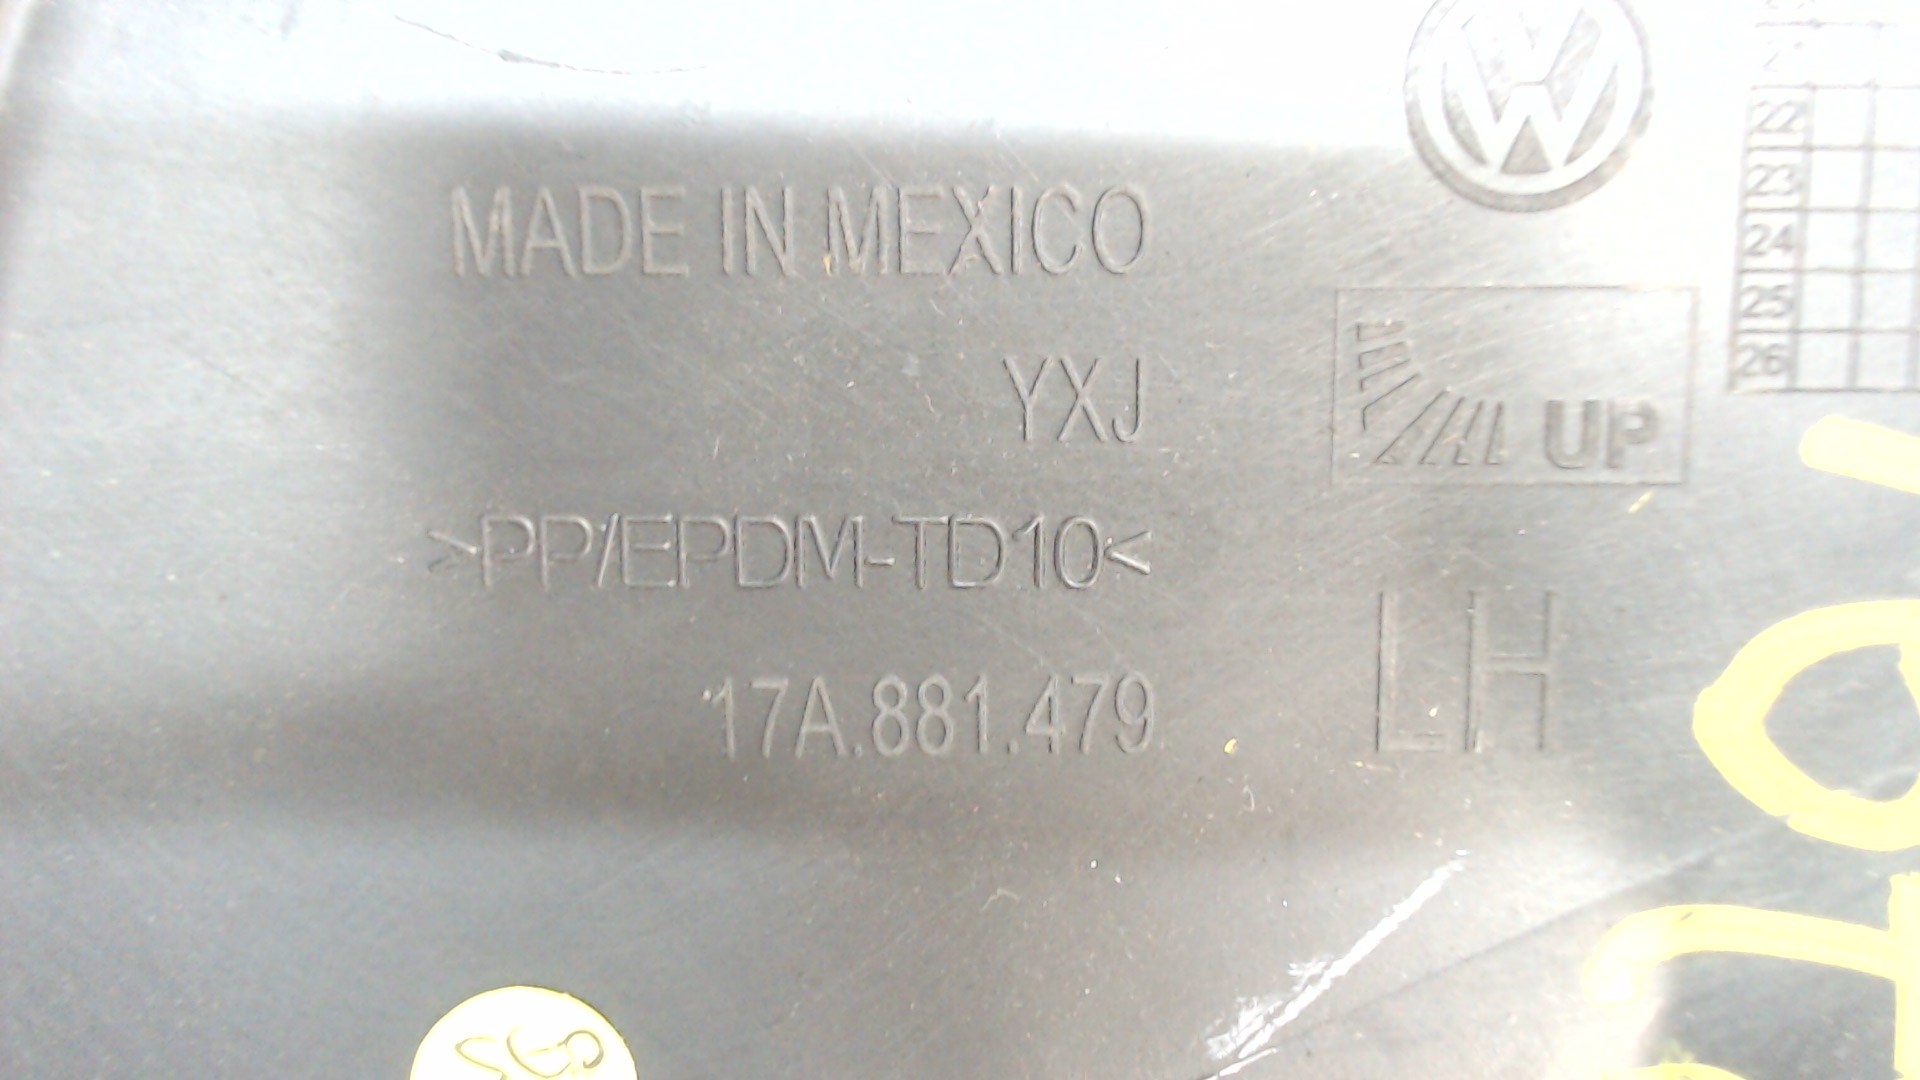 MADE IN MEXICO
YXJ
>PP/EPDM-TD10<
17A.881.479
UP
LH
22
23
24
25
26